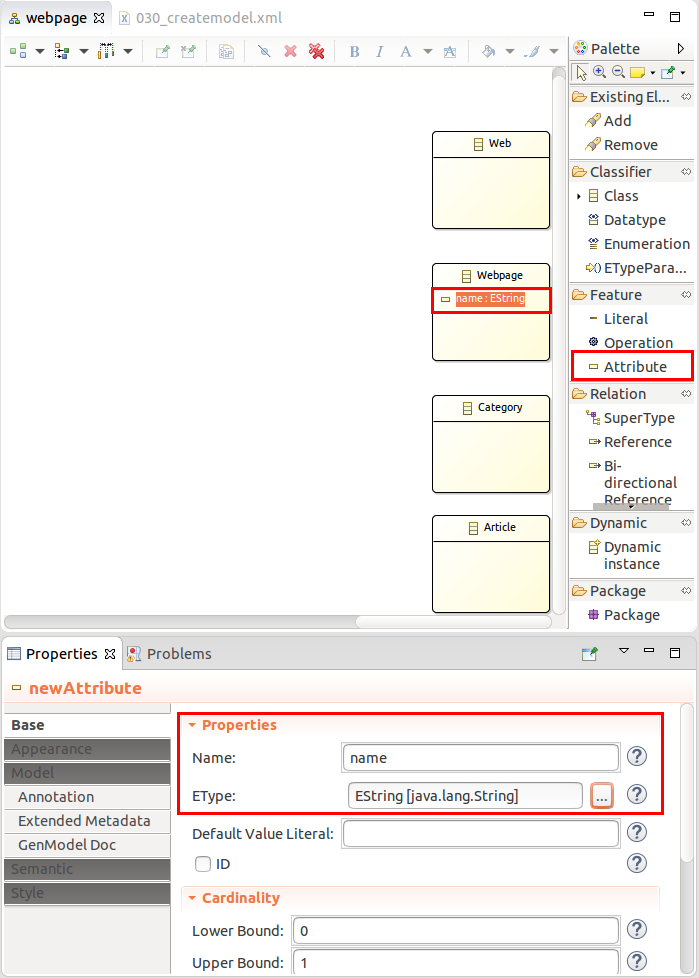 webpage
030_createmodel.xml
B I A A
Palette
Existing El...
Add
Remove
Classifier
Class
Datatype
Enumeration
ETypePara...
Feature
Literal
Operation
Attribute
Relation
SuperType
Reference
Bi-
directional
Reference
Dynamic
Dynamic
instance
Package
Package
Web
Webpage
name : EString
Category
Article
Properties
Problems
newAttribute
Base
Appearance
Model
Annotation
Extended Metadata
GenModel Doc
Semantic
Style
Properties
Name: name ?
EType: EString [java.lang.String] ... ?
Default Value Literal: ?
ID ?
Cardinality
Lower Bound: 0 ?
Upper Bound: 1 ?